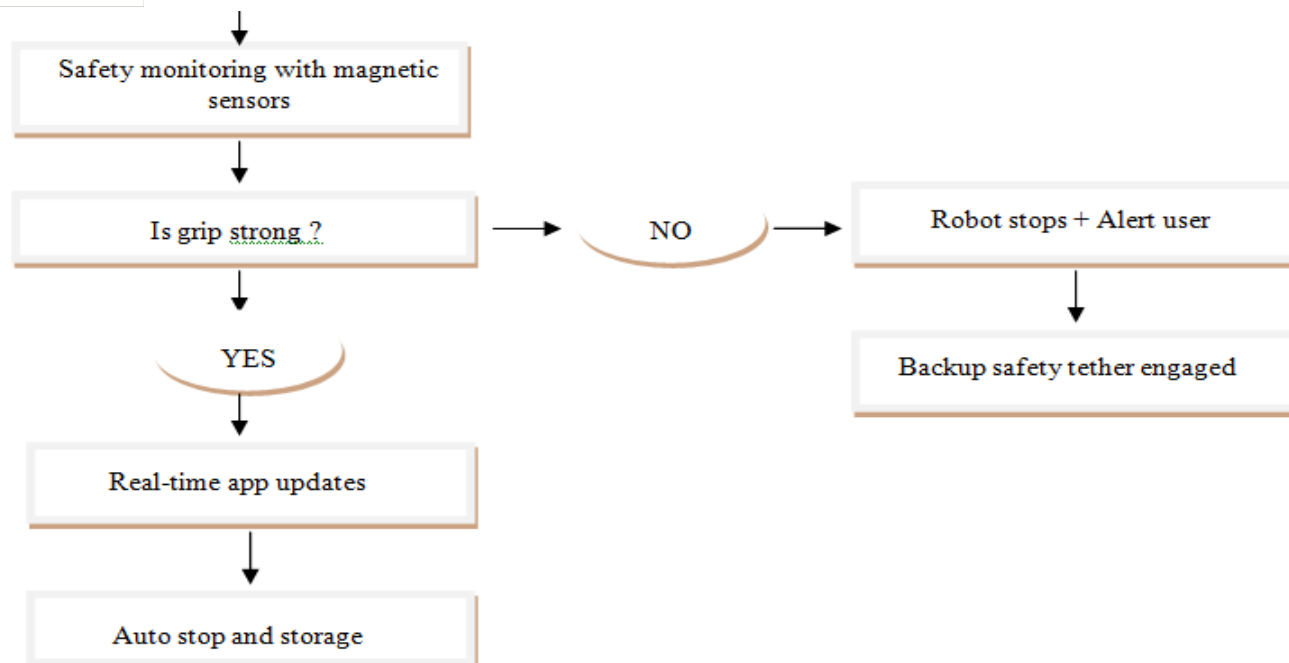 Safety monitoring with magnetic
sensors
Is grip strong ?
NO
Robot stops + Alert user
YES
Backup safety tether engaged
Real-time app updates
Auto stop and storage